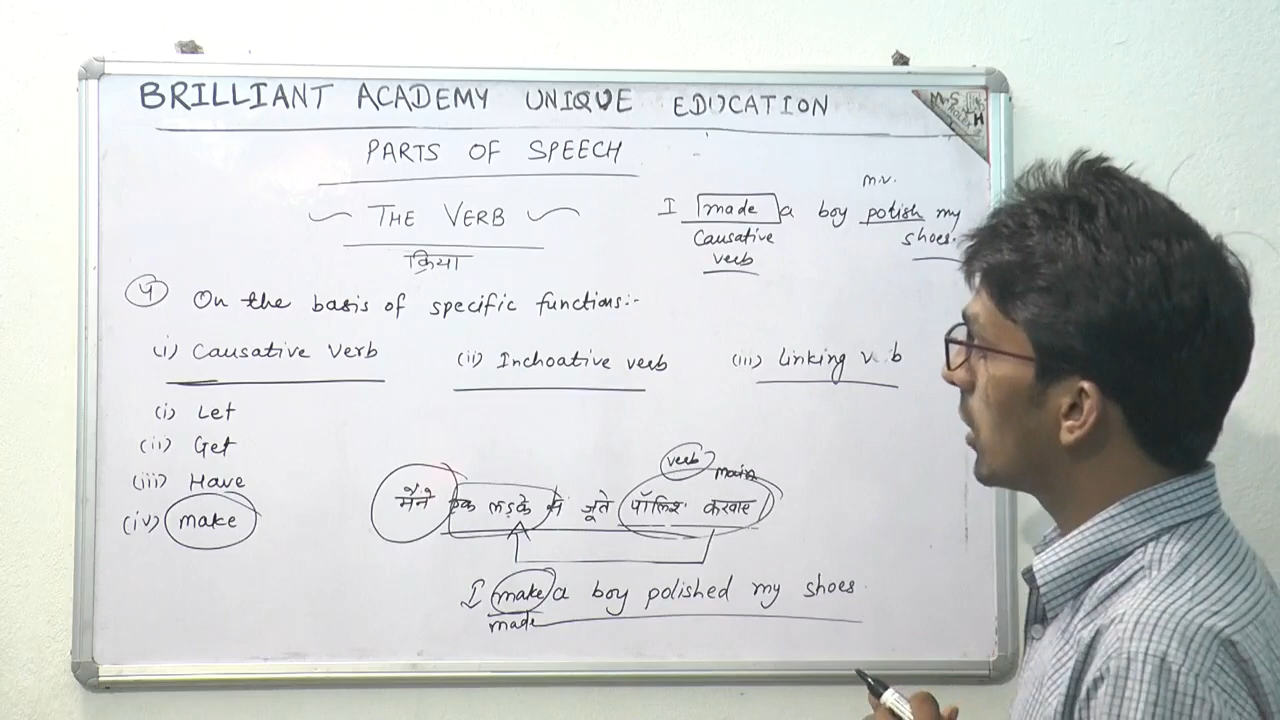 BRILLIANT ACADEMY UNIQUE EDUCATION
PARTS OF SPEECH
THE VERB
क्रिया
m.v.
I made a boy polish my shoes.
Causative verb
4 On the basis of specific functions:-
(i) Causative Verb (ii) Inchoative verb (iii) Linking v b
(i) Let
(ii) Get
(iii) Have
(iv) make
verb main
मैंने एक लड़के से जूते पॉलिश करवाए
I make a boy polished my shoes.
made